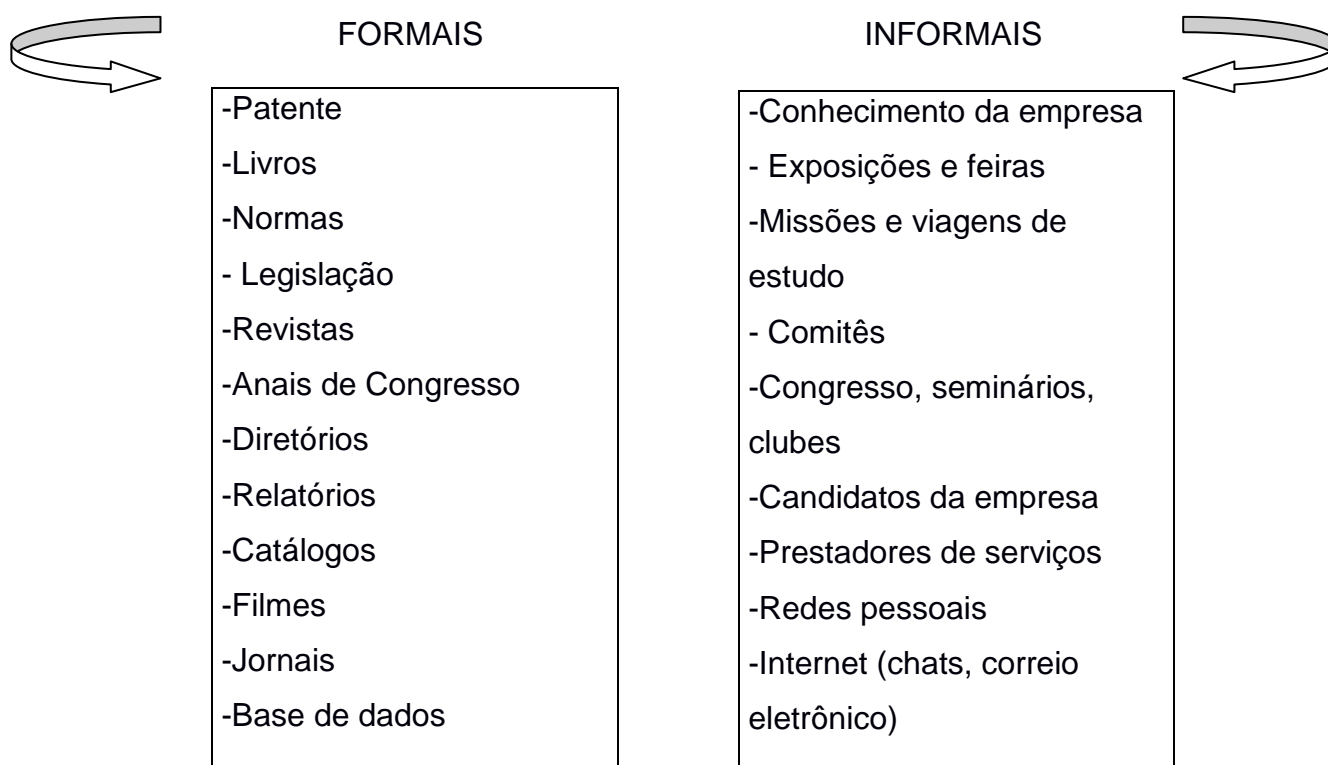 FORMAIS
-Patente
-Livros
-Normas
- Legislação
-Revistas
-Anais de Congresso
-Diretórios
-Relatórios
-Catálogos
-Filmes
-Jornais
-Base de dados
INFORMAIS
-Conhecimento da empresa
- Exposições e feiras
-Missões e viagens de
estudo
- Comitês
-Congresso, seminários,
clubes
-Candidatos da empresa
-Prestadores de serviços
-Redes pessoais
-Internet (chats, correio
eletrônico)